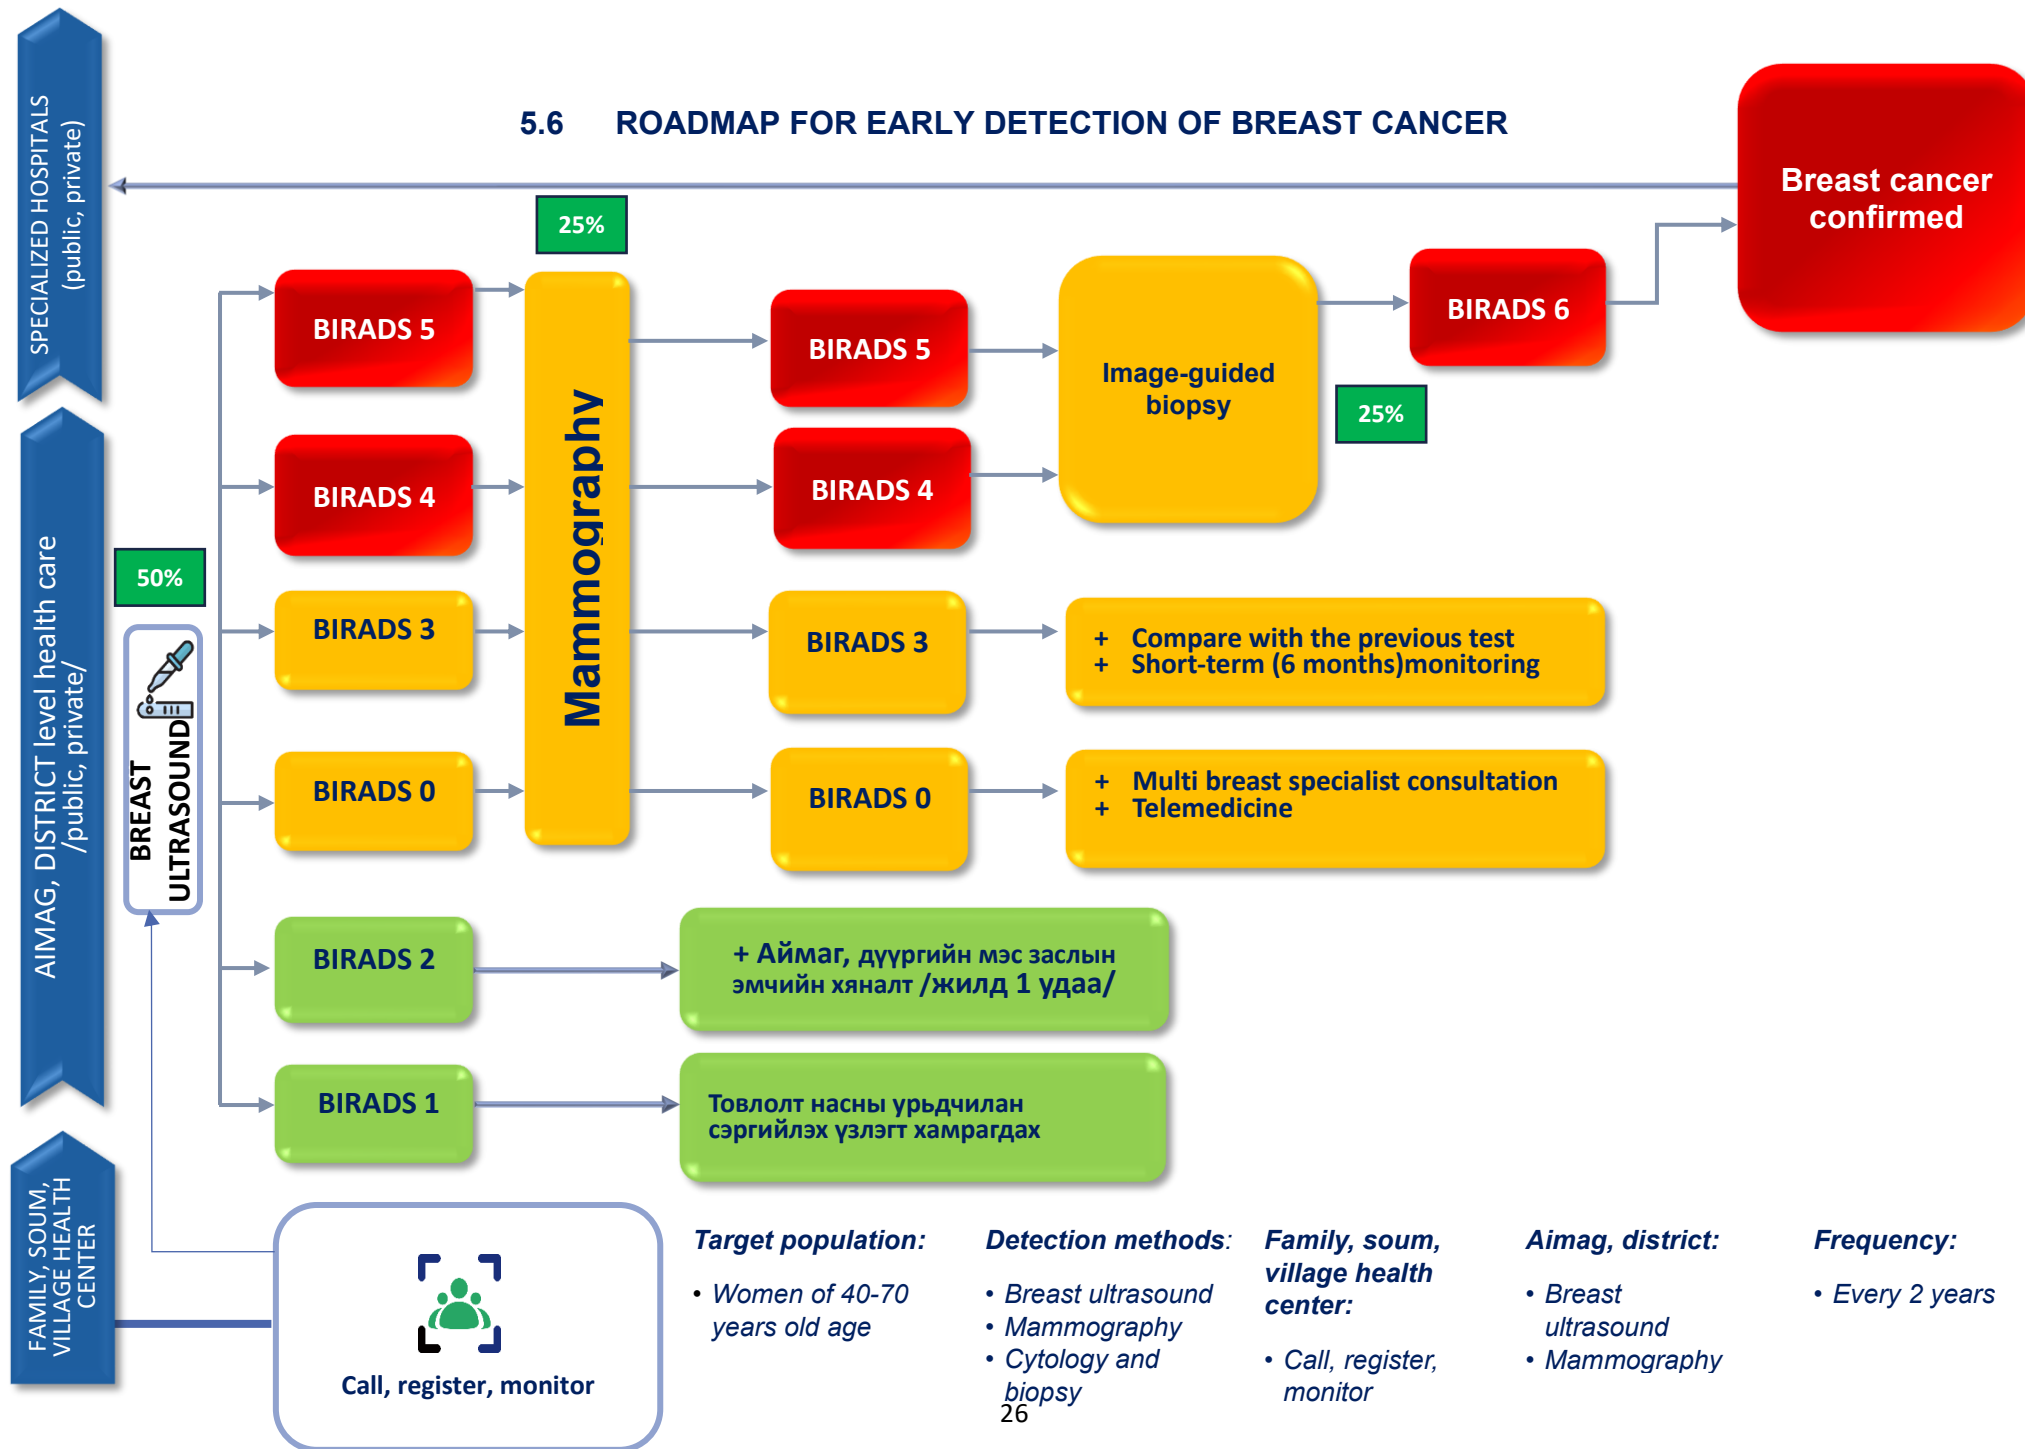 5.6 ROADMAP FOR EARLY DETECTION OF BREAST CANCER
SPECIALIZED HOSPITALS
(public, private)
AIMAG, DISTRICT level health care
/public, private/
FAMILY, SOUM,
VILLAGE HEALTH
CENTER
Breast cancer
confirmed
25%
BIRADS 5
BIRADS 4
BIRADS 3
BIRADS 0
BIRADS 2
BIRADS 1
50%
BREAST
ULTRASOUND
Mammography
BIRADS 5
BIRADS 4
BIRADS 3
BIRADS 0
Image-guided
biopsy
25%
BIRADS 6
+ Compare with the previous test
+ Short-term (6 months)monitoring
+ Multi breast specialist consultation
+ Telemedicine
+ Аймаг, дүүргийн мэс заслын
эмчийн хяналт /жилд 1 удаа/
Товлолт насны урьдчилан
сэргийлэх үзлэгт хамрагдах
Call, register, monitor
Target population:
• Women of 40-70
years old age
Detection methods:
• Breast ultrasound
• Mammography
• Cytology and
biopsy
Family, soum,
village health
center:
• Call, register,
monitor
Aimag, district:
• Breast
ultrasound
• Mammography
Frequency:
• Every 2 years
26